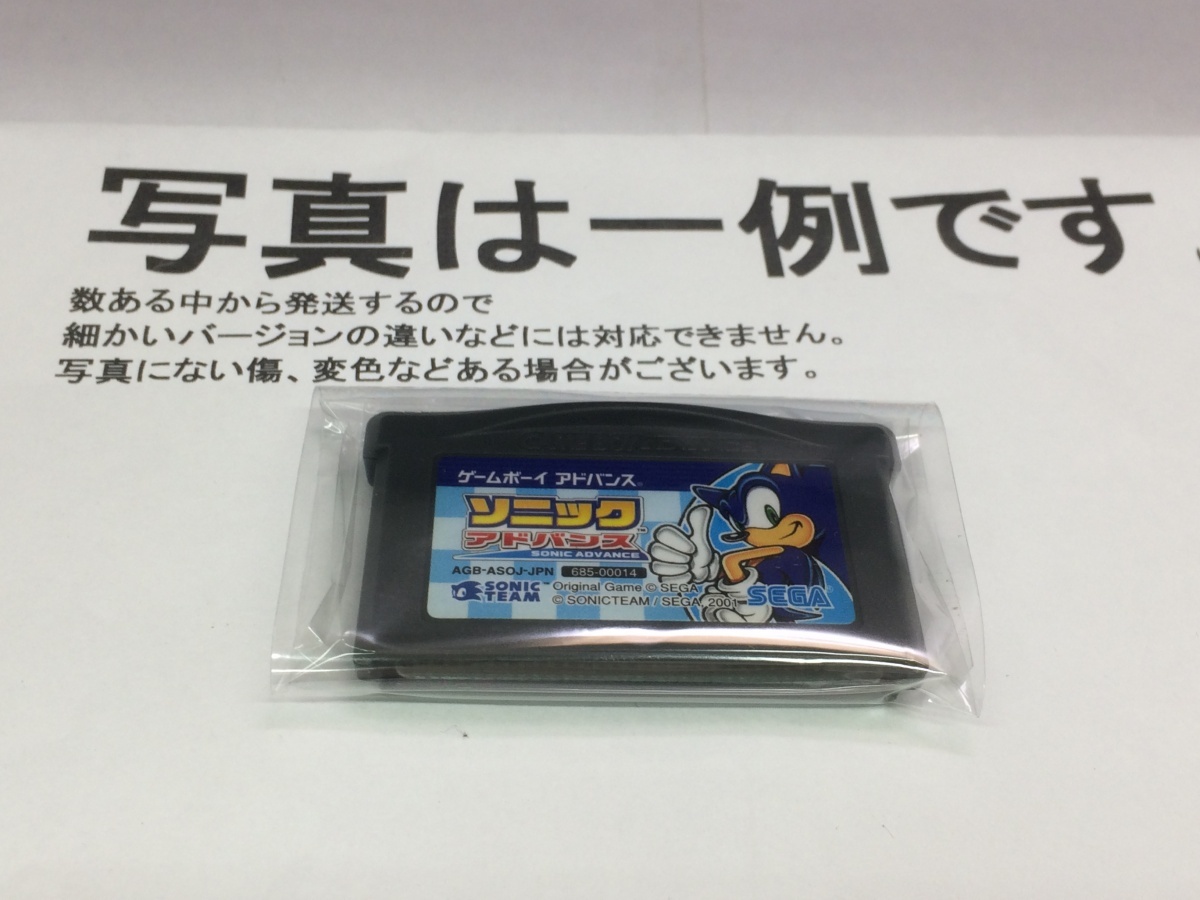 写真は一例です
数ある中から発送するので
細かいバージョンの違いなどには対応できません。
写真にない傷、変色などある場合がございます。
ゲームボーイ アドバンス
ソニック
アドバンス™
SONIC ADVANCE
AGB-ASOJ-JPN 685-00014
SONIC TEAM™
Original Game © SEGA
© SONICTEAM / SEGA, 2001
SEGA®